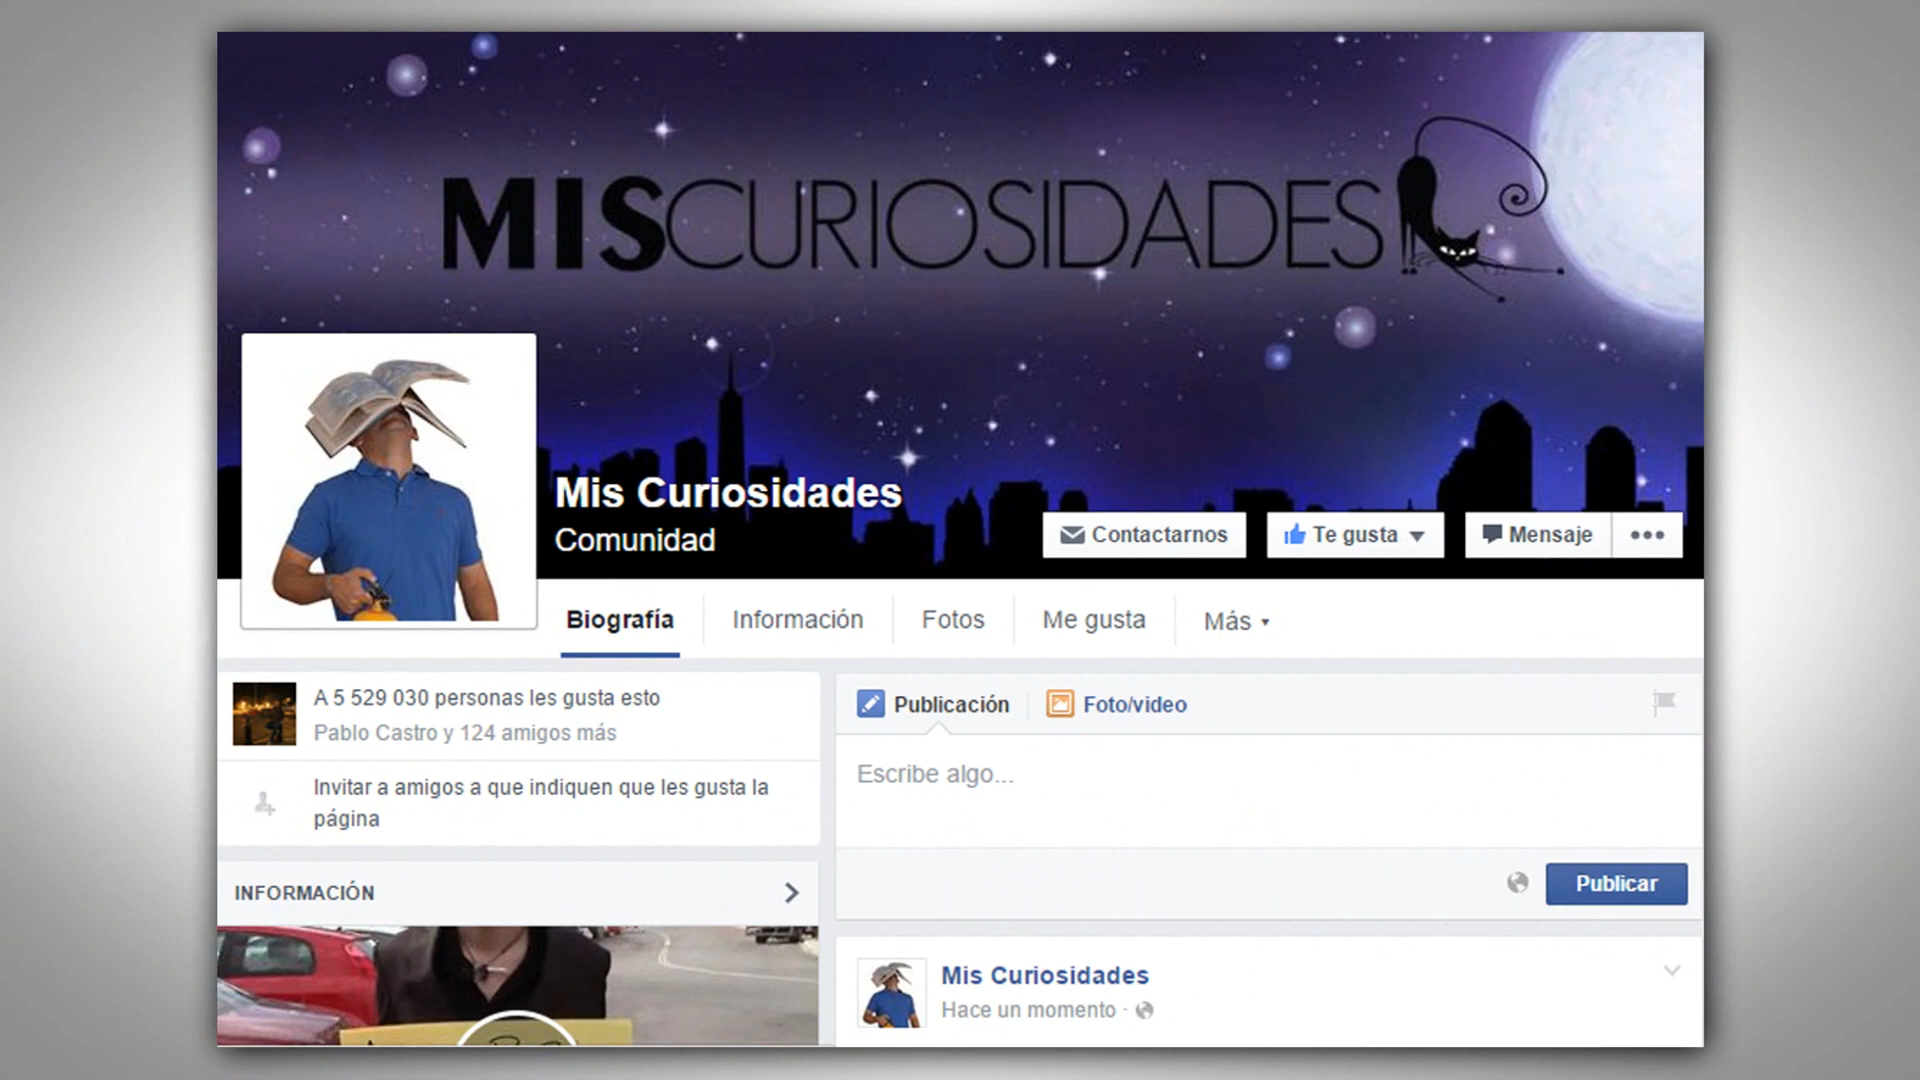 MISCURIOSIDADES
Mis Curiosidades
Comunidad
Contactarnos
Te gusta
Mensaje
Biografía
Información
Fotos
Me gusta
Más
A 5 529 030 personas les gusta esto
Pablo Castro y 124 amigos más
Invitar a amigos a que indiquen que les gusta la
página
INFORMACIÓN
Publicación
Foto/video
Escribe algo...
Publicar
Mis Curiosidades
Hace un momento ·